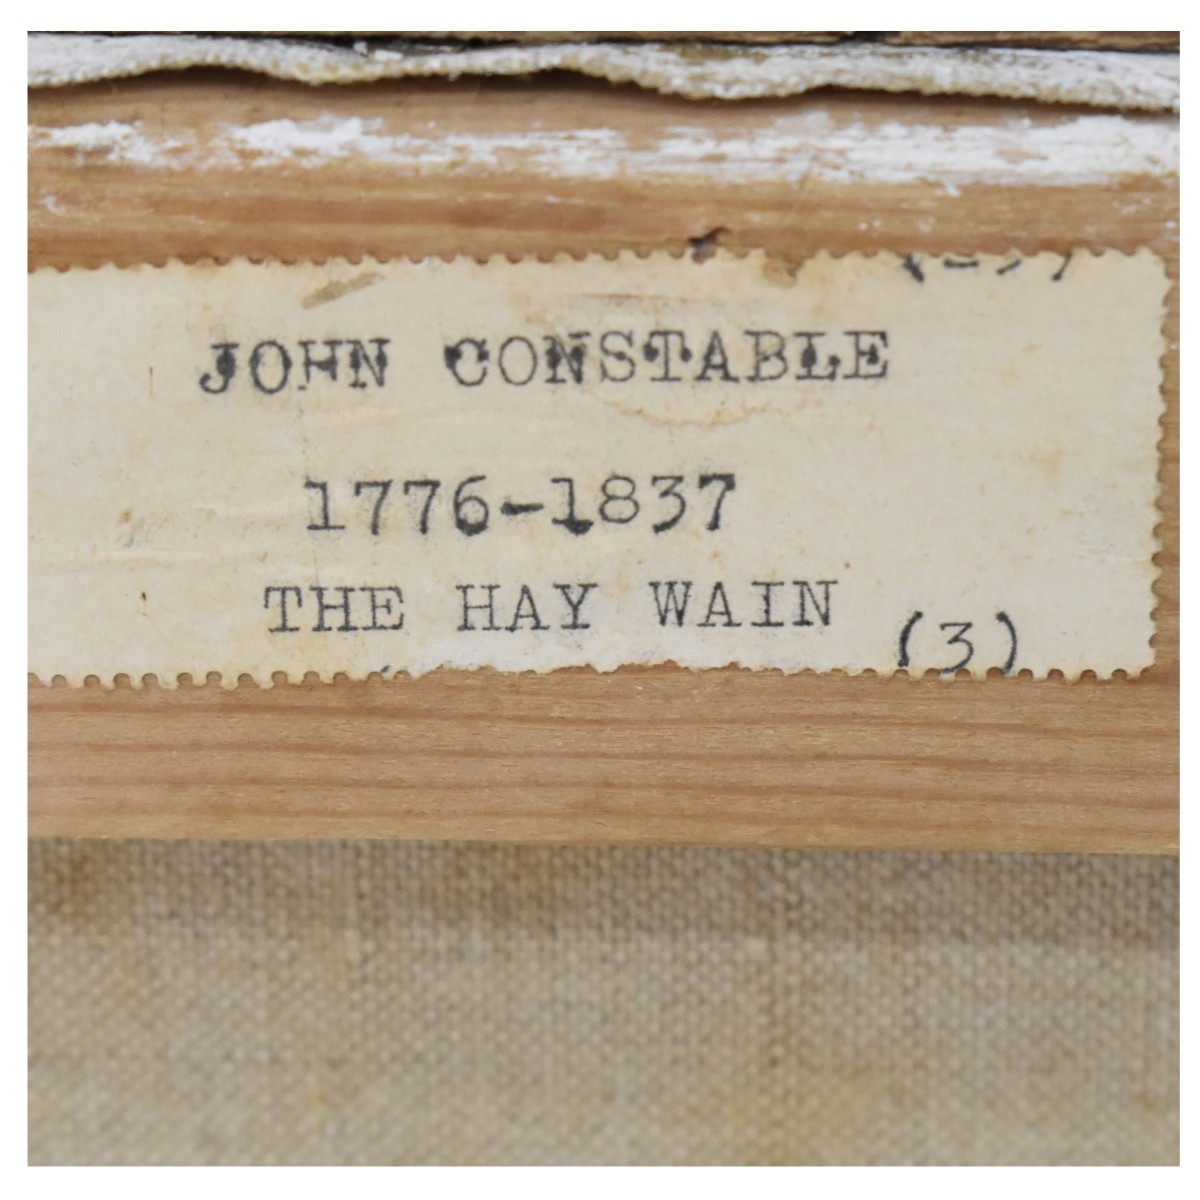 JOHN CONSTABLE
1776-1837
THE HAY WAIN (3)